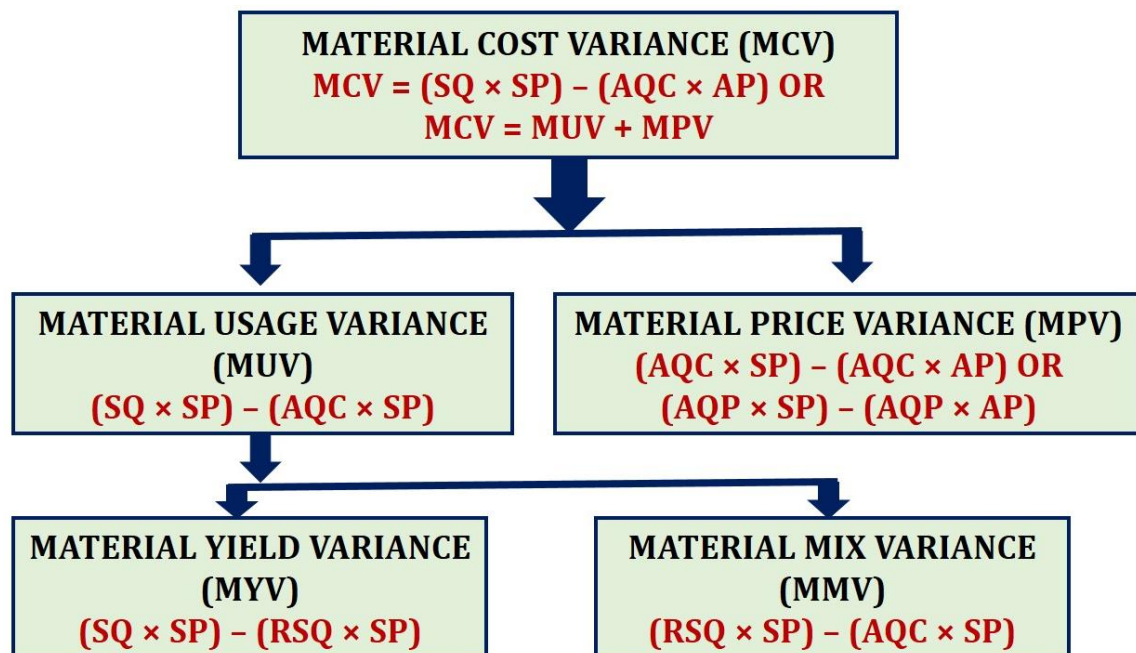 MATERIAL COST VARIANCE (MCV)
MCV = (SQ × SP) – (AQC × AP) OR
MCV = MUV + MPV
MATERIAL USAGE VARIANCE
(MUV)
(SQ × SP) – (AQC × SP)
MATERIAL PRICE VARIANCE (MPV)
(AQC × SP) – (AQC × AP) OR
(AQP × SP) – (AQP × AP)
MATERIAL YIELD VARIANCE
(MYV)
(SQ × SP) – (RSQ × SP)
MATERIAL MIX VARIANCE
(MMV)
(RSQ × SP) – (AQC × SP)